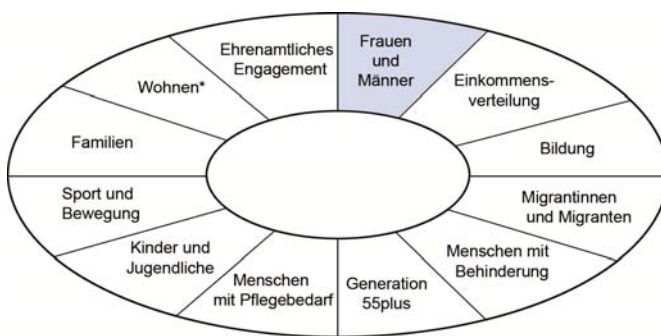 Frauen
und
Männer
Einkommens-
verteilung
Bildung
Migrantinnen
und Migranten
Menschen mit
Behinderung
Generation
55plus
Menschen
mit Pflegebedarf
Kinder und
Jugendliche
Sport und
Bewegung
Familien
Wohnen*
Ehrenamtliches
Engagement